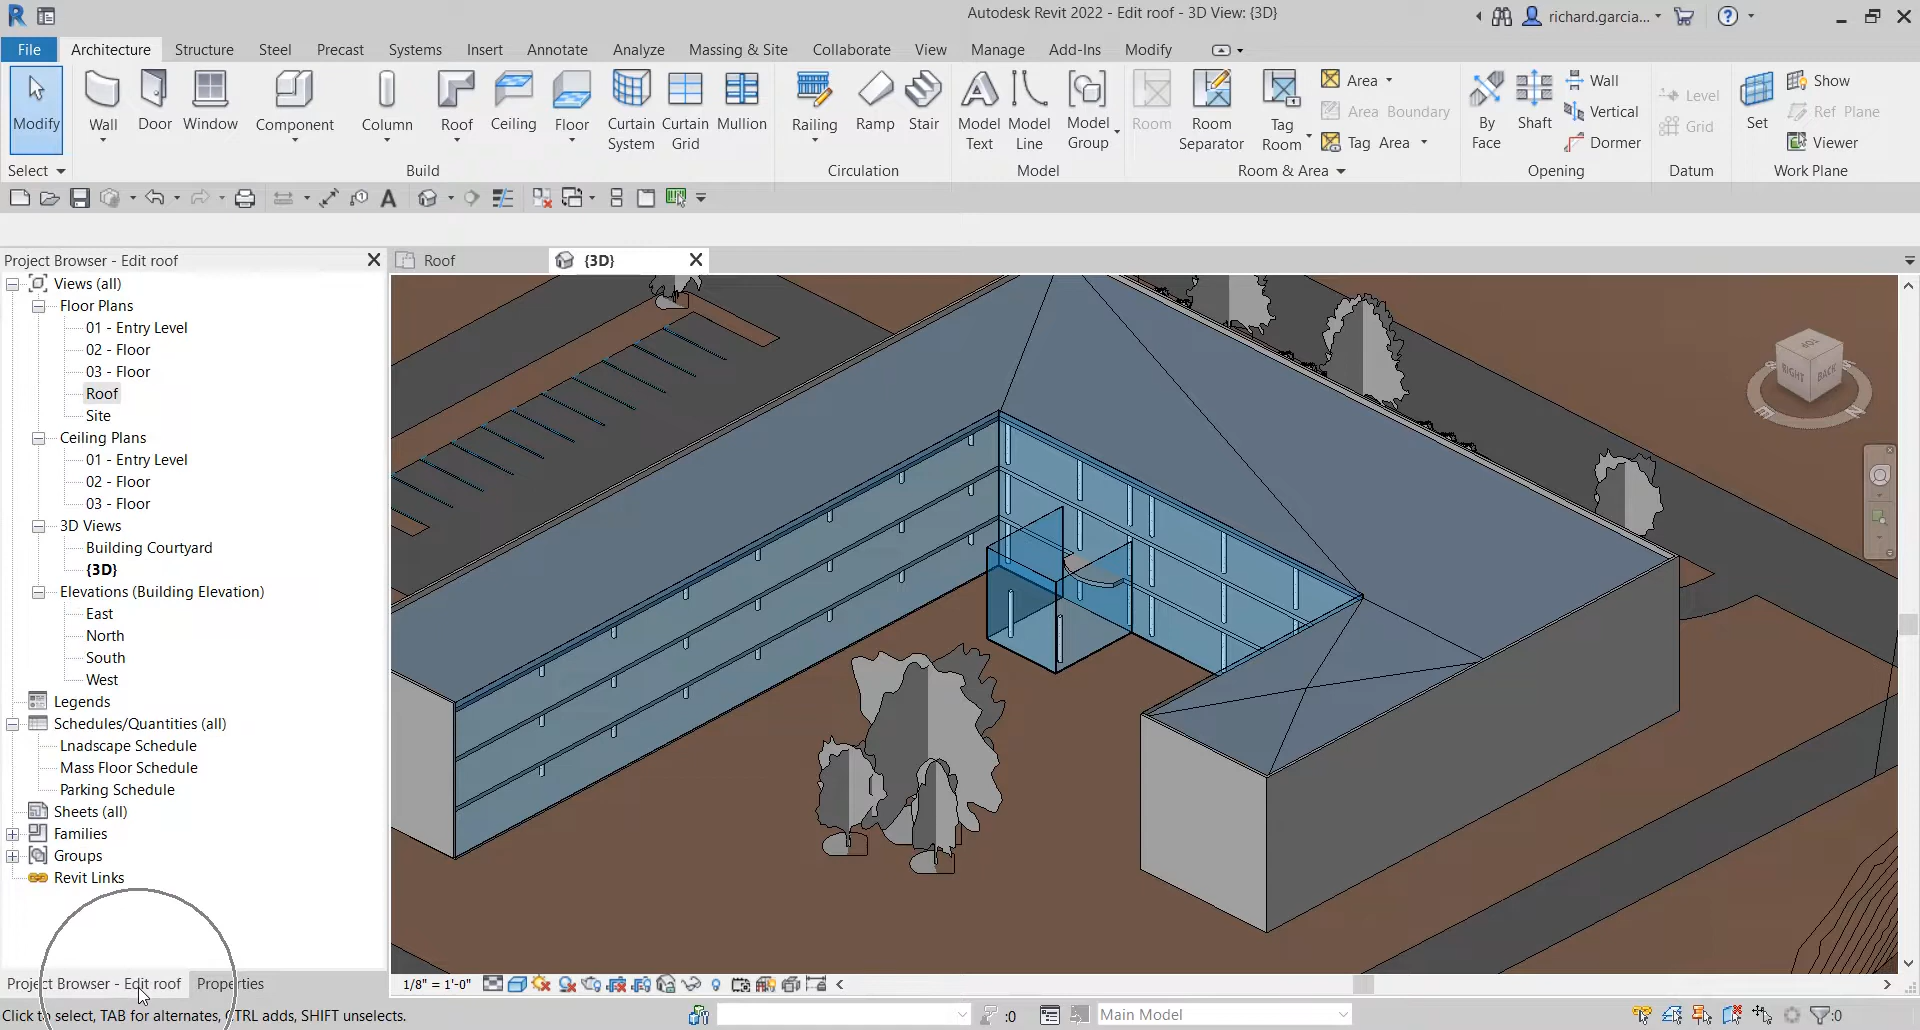 Autodesk Revit 2022 - Edit roof - 3D View: {3D}
richard.garcia...
File Architecture Structure Steel Precast Systems Insert Annotate Analyze Massing & Site Collaborate View Manage Add-Ins Modify
Modify
Wall
Door
Window
Component
Column
Roof
Ceiling
Floor
Curtain System
Curtain Grid
Mullion
Railing
Ramp
Stair
Model Text
Model Line
Model Group
Room
Room Separator
Tag Room
Area
Area Boundary
Tag Area
By Face
Shaft
Wall
Vertical
Dormer
Level
Grid
Set
Show
Ref Plane
Viewer
Select Build Circulation Model Room & Area Opening Datum Work Plane
Project Browser - Edit roof
Roof
{3D}
Views (all)
Floor Plans
01 - Entry Level
02 - Floor
03 - Floor
Roof
Site
Ceiling Plans
01 - Entry Level
02 - Floor
03 - Floor
3D Views
Building Courtyard
{3D}
Elevations (Building Elevation)
East
North
South
West
Legends
Schedules/Quantities (all)
Lnadscape Schedule
Mass Floor Schedule
Parking Schedule
Sheets (all)
Families
Groups
Revit Links
TOP
RIGHT
BACK
Project Browser - Edit roof Properties
1/8" = 1'-0"
Click to select, TAB for alternates, CTRL adds, SHIFT unselects.
:0
Main Model
:0